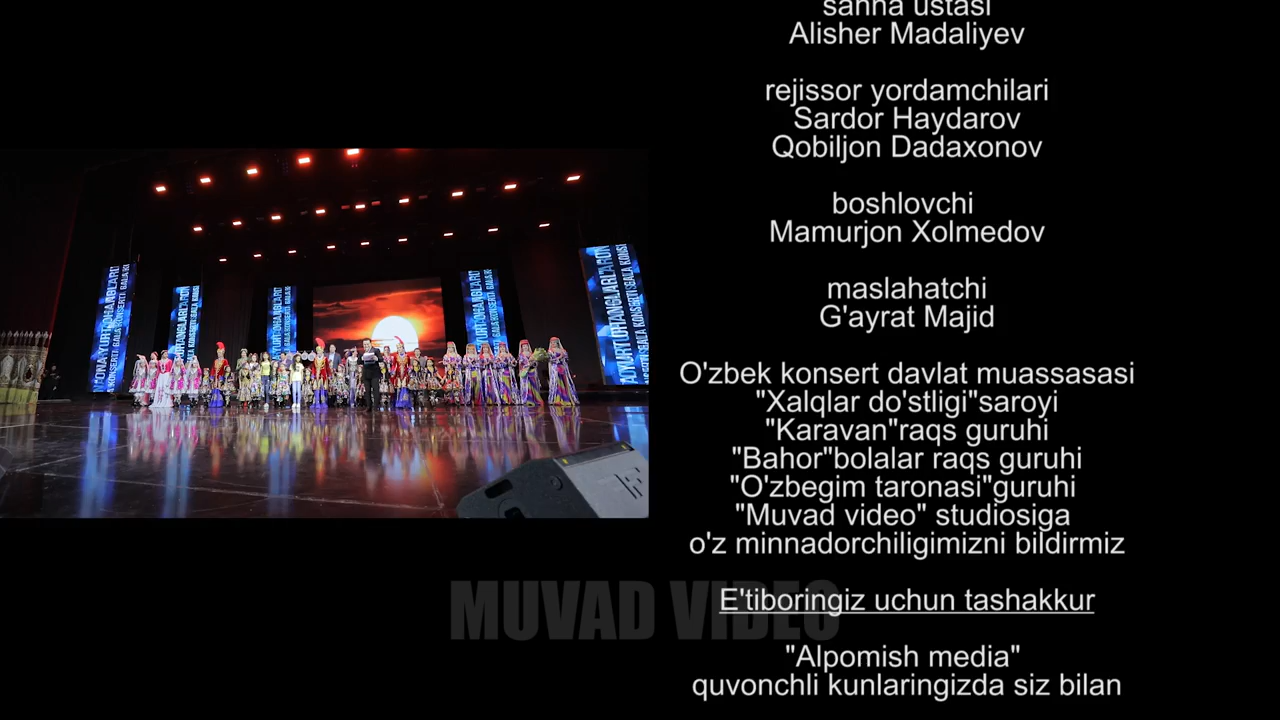 sahna ustasi
Alisher Madaliyev
rejissor yordamchilari
Sardor Haydarov
Qobiljon Dadaxonov
boshlovchi
Mamurjon Xolmedov
maslahatchi
G'ayrat Majid
O'zbek konsert davlat muassasasi
"Xalqlar do'stligi"saroyi
"Karavan"raqs guruhi
"Bahor"bolalar raqs guruhi
"O'zbegim taronasi"guruhi
"Muvad video" studiosiga
o'z minnadorchiligimizni bildirmiz
MUVAD VIDEO
E'tiboringiz uchun tashakkur
"Alpomish media"
quvonchli kunlaringizda siz bilan